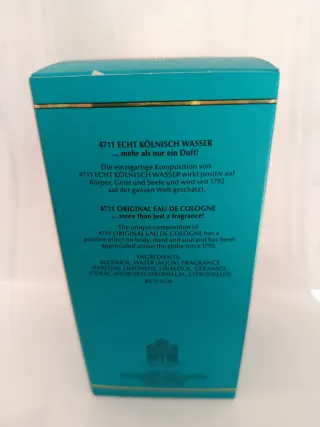 4711 ECHT KÖLNISCH WASSER
... mehr als nur ein Duft!
Die einzigartige Komposition von
4711 ECHT KÖLNISCH WASSER wirkt positiv auf
Körper, Geist und Seele und wird seit 1792
auf der ganzen Welt geschätzt.
4711 ORIGINAL EAU DE COLOGNE
... more than just a fragrance!
The unique composition of
4711 ORIGINAL EAU DE COLOGNE has a
positive effect on body, mind and soul and has been
appreciated across the globe since 1792.
INGREDIENTS:
ALCOHOL, WATER (AQUA), FRAGRANCE
(PARFUM), LIMONENE, LINALOOL, GERANIOL,
CITRAL, HYDROXYCITRONELLAL, CITRONELLOL.